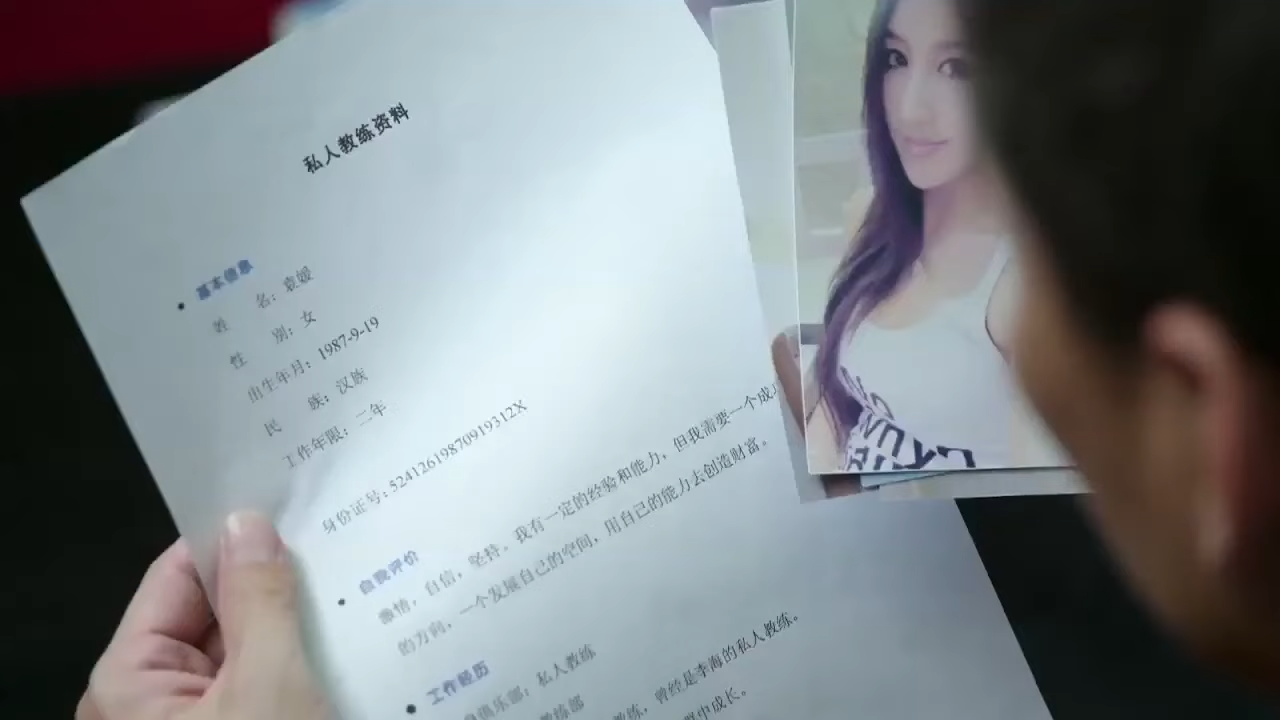 私人教练资料
基本信息
姓 名：袁媛
性 别：女
出生年月：1987-9-19
民 族：汉族
工作年限：二年
身份证号：52412619870919312X
自我评价
激情，自信，坚持。我有一定的经验和能力，但我需要一个成
的方向，一个发展自己的空间，用自己的能力去创造财富。
工作经历
俱乐部：私人教练
教练部
教练，曾经是李海的私人教练。
中成长。